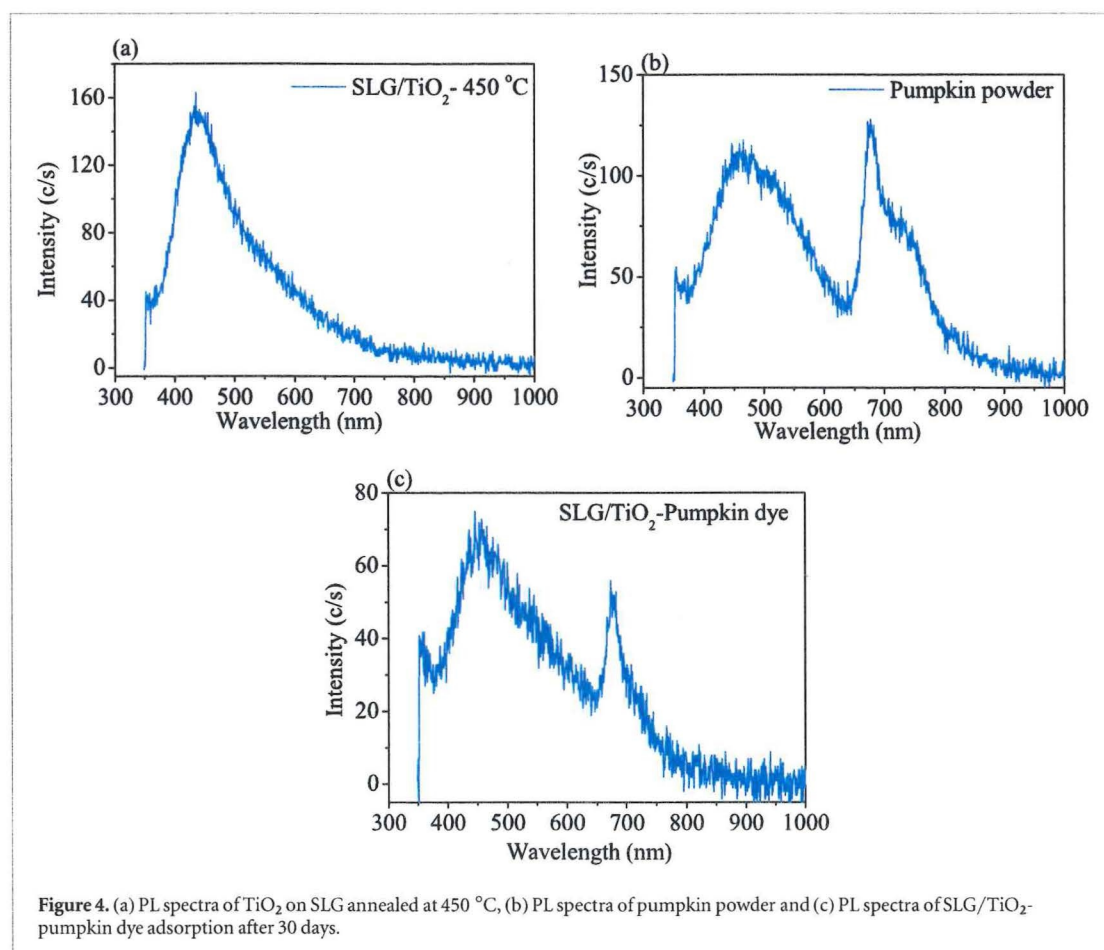 (a)
SLG/TiO₂- 450 °C
160
120
80
40
0
Intensity (c/s)
300 400 500 600 700 800 900 1000
Wavelength (nm)
(b)
Pumpkin powder
150
100
50
0
Intensity (c/s)
300 400 500 600 700 800 900 1000
Wavelength (nm)
(c)
SLG/TiO₂-Pumpkin dye
80
60
40
20
0
Intensity (c/s)
300 400 500 600 700 800 900 1000
Wavelength (nm)
Figure 4. (a) PL spectra of TiO₂ on SLG annealed at 450 °C, (b) PL spectra of pumpkin powder and (c) PL spectra of SLG/TiO₂-
pumpkin dye adsorption after 30 days.